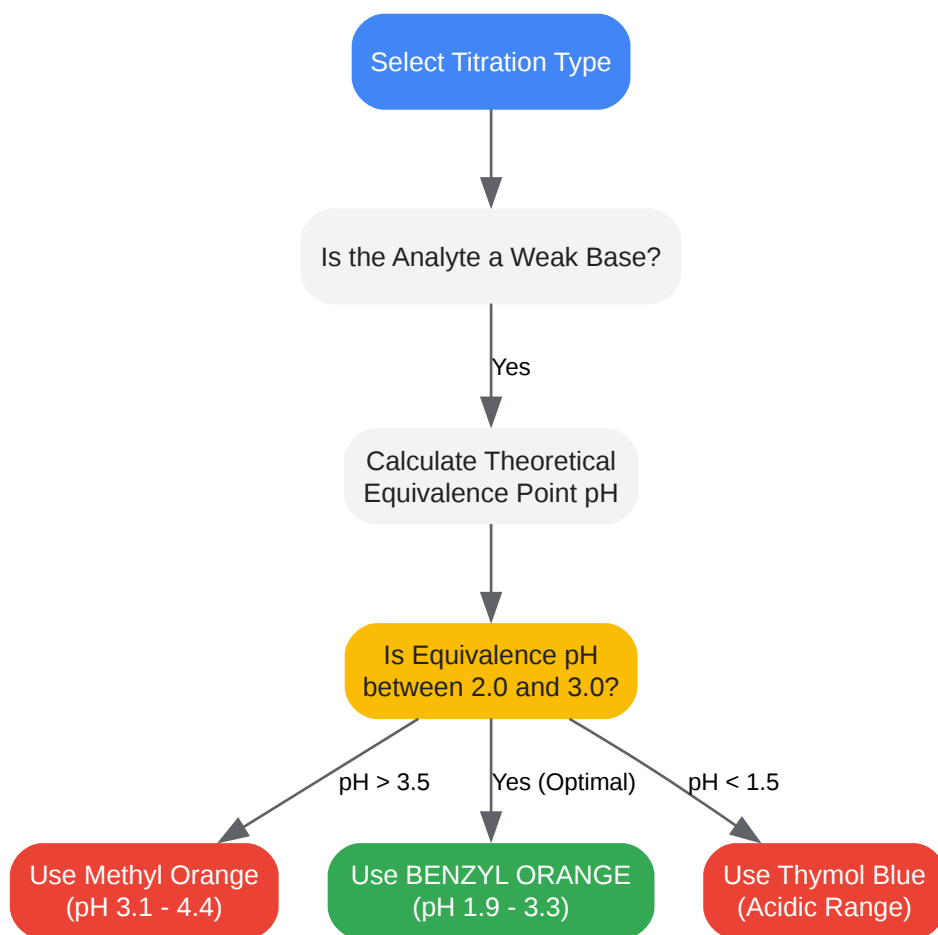 Select Titration Type
Is the Analyte a Weak Base?
Yes
Calculate Theoretical
Equivalence Point pH
Is Equivalence pH
between 2.0 and 3.0?
pH > 3.5
Yes (Optimal)
pH < 1.5
Use Methyl Orange
(pH 3.1 - 4.4)
Use BENZYL ORANGE
(pH 1.9 - 3.3)
Use Thymol Blue
(Acidic Range)